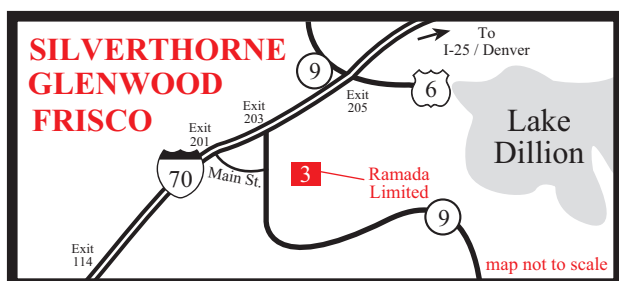 SILVERTHORNE
GLENWOOD
FRISCO
To
I-25 / Denver
9
6
Exit
205
Exit
203
Exit
201
Lake
Dillion
70
Main St.
3
Ramada
Limited
9
Exit
114
map not to scale